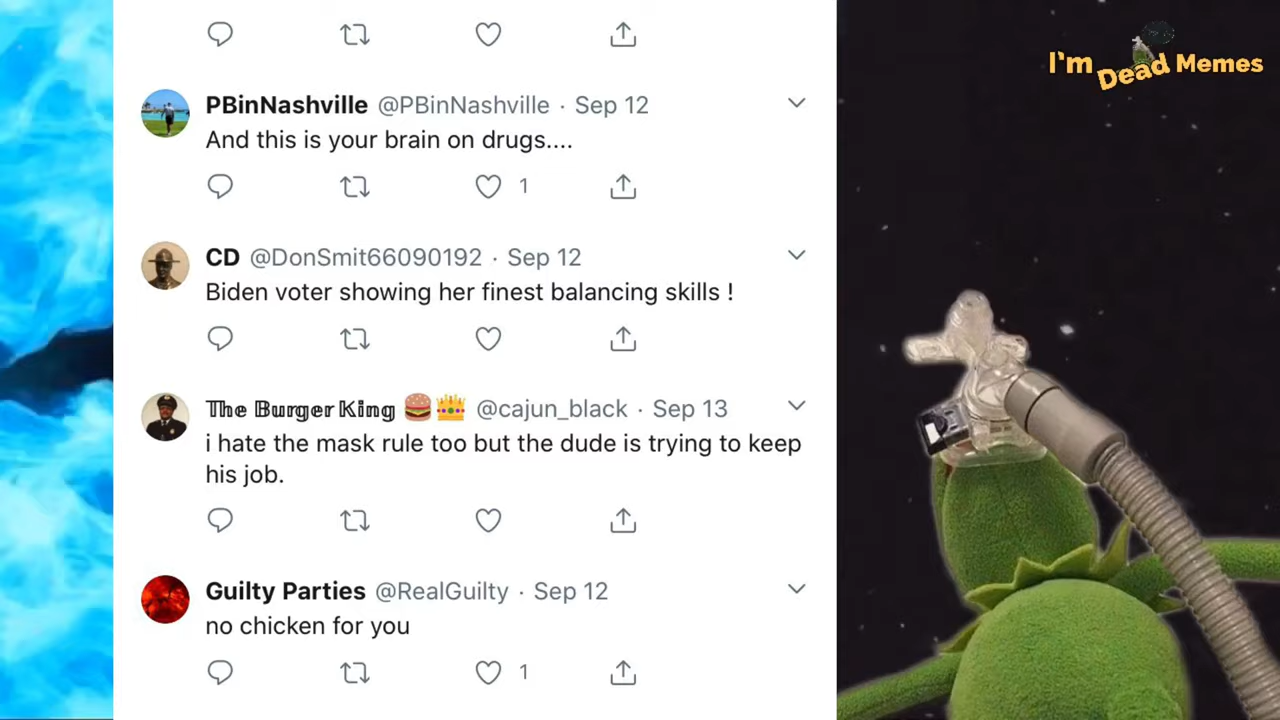 I'm Dead Memes
PBinNashville @PBinNashville · Sep 12
And this is your brain on drugs....
1
CD @DonSmit66090192 · Sep 12
Biden voter showing her finest balancing skills !
𝕋𝕙𝕖 𝔹𝕦𝕣𝕘𝕖𝕣 𝕂𝕚𝕟𝕘 🍔👑 @cajun_black · Sep 13
i hate the mask rule too but the dude is trying to keep
his job.
Guilty Parties @RealGuilty · Sep 12
no chicken for you
1